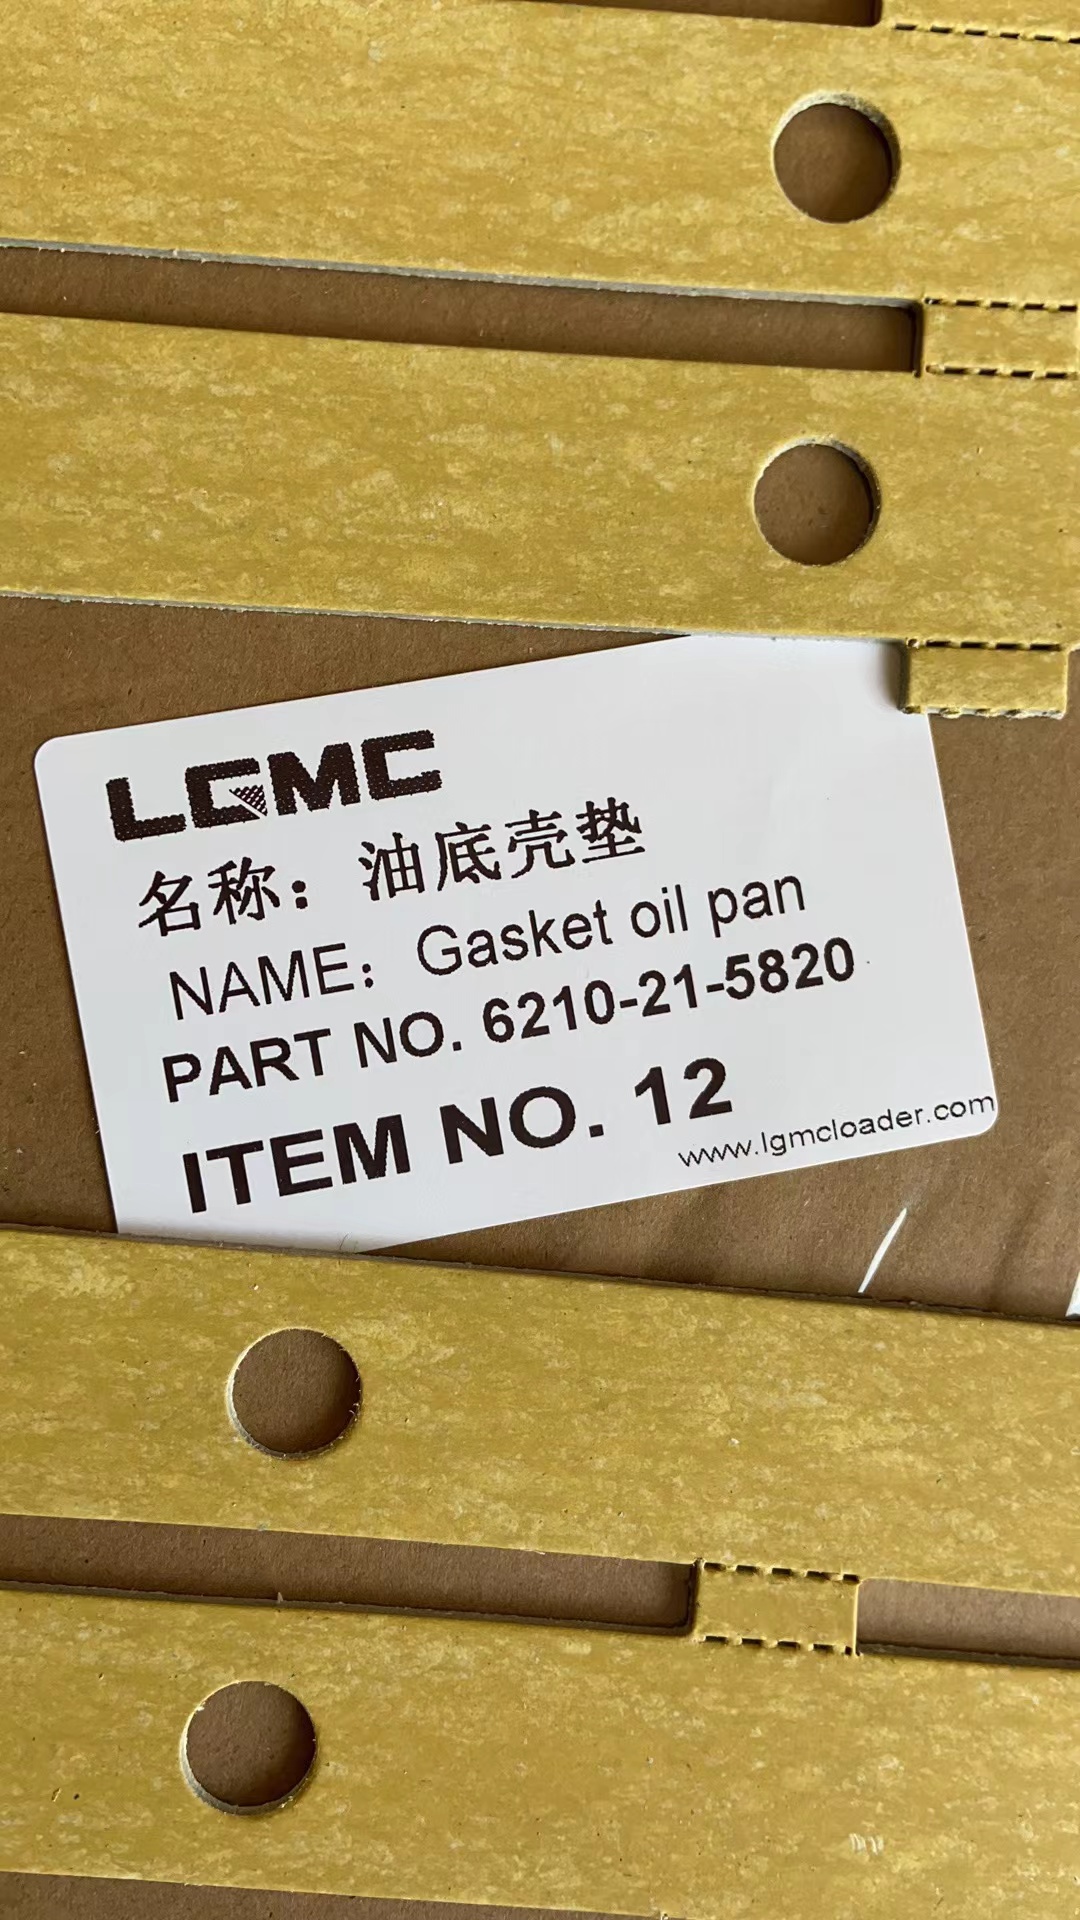 LGMC
名称：油底壳垫
NAME：Gasket oil pan
PART NO. 6210-21-5820
ITEM NO. 12
www.lgmcloader.com